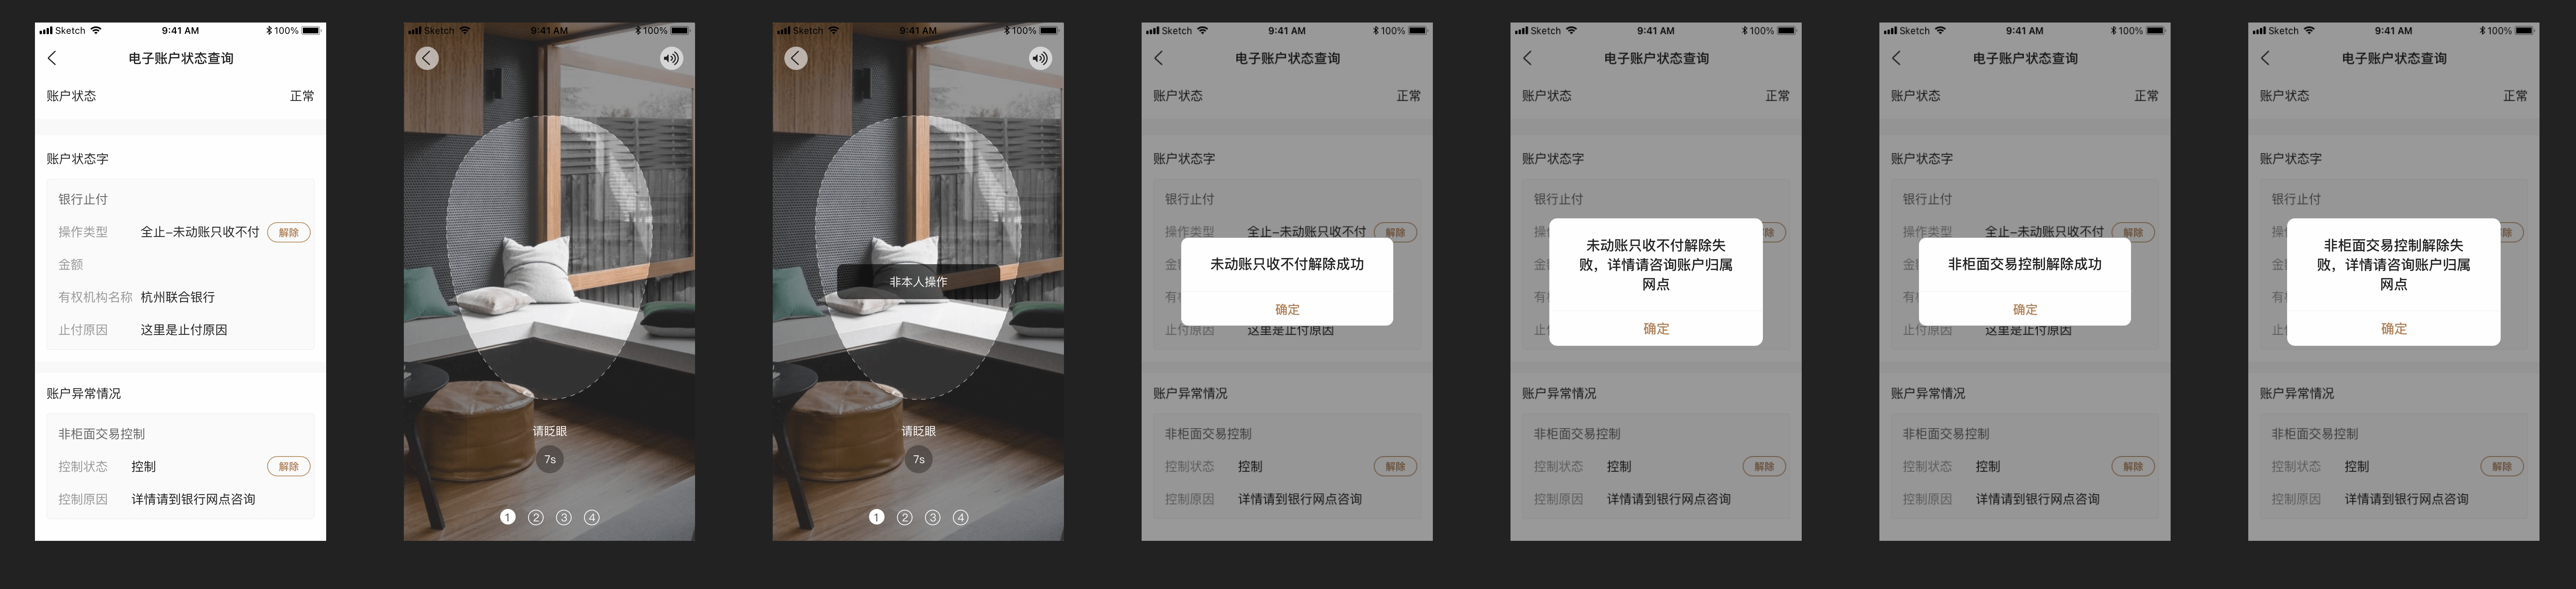 Sketch 9:41 AM 100%
电子账户状态查询
账户状态 正常
账户状态字
银行止付
操作类型 全止-未动账只收不付 解除
金额
有权机构名称 杭州联合银行
止付原因 这里是止付原因
账户异常情况
非柜面交易控制
控制状态 控制 解除
控制原因 详情请到银行网点咨询
Sketch 9:41 AM 100%
请眨眼
7s
1 2 3 4
Sketch 9:41 AM 100%
非本人操作
请眨眼
7s
1 2 3 4
Sketch 9:41 AM 100%
电子账户状态查询
账户状态 正常
账户状态字
银行止付
操作类型 全止-未动账只收不付 解除
未动账只收不付解除成功
确定
止付原因 这里是止付原因
账户异常情况
非柜面交易控制
控制状态 控制 解除
控制原因 详情请到银行网点咨询
Sketch 9:41 AM 100%
电子账户状态查询
账户状态 正常
账户状态字
银行止付
未动账只收不付解除失
败，详情请咨询账户归属
网点
确定
账户异常情况
非柜面交易控制
控制状态 控制 解除
控制原因 详情请到银行网点咨询
Sketch 9:41 AM 100%
电子账户状态查询
账户状态 正常
账户状态字
银行止付
操作类型 全止-未动账只收不付 解除
非柜面交易控制解除成功
确定
止付原因 这里是止付原因
账户异常情况
非柜面交易控制
控制状态 控制 解除
控制原因 详情请到银行网点咨询
Sketch 9:41 AM 100%
电子账户状态查询
账户状态 正常
账户状态字
银行止付
非柜面交易控制解除失
败，详情请咨询账户归属
网点
确定
账户异常情况
非柜面交易控制
控制状态 控制 解除
控制原因 详情请到银行网点咨询